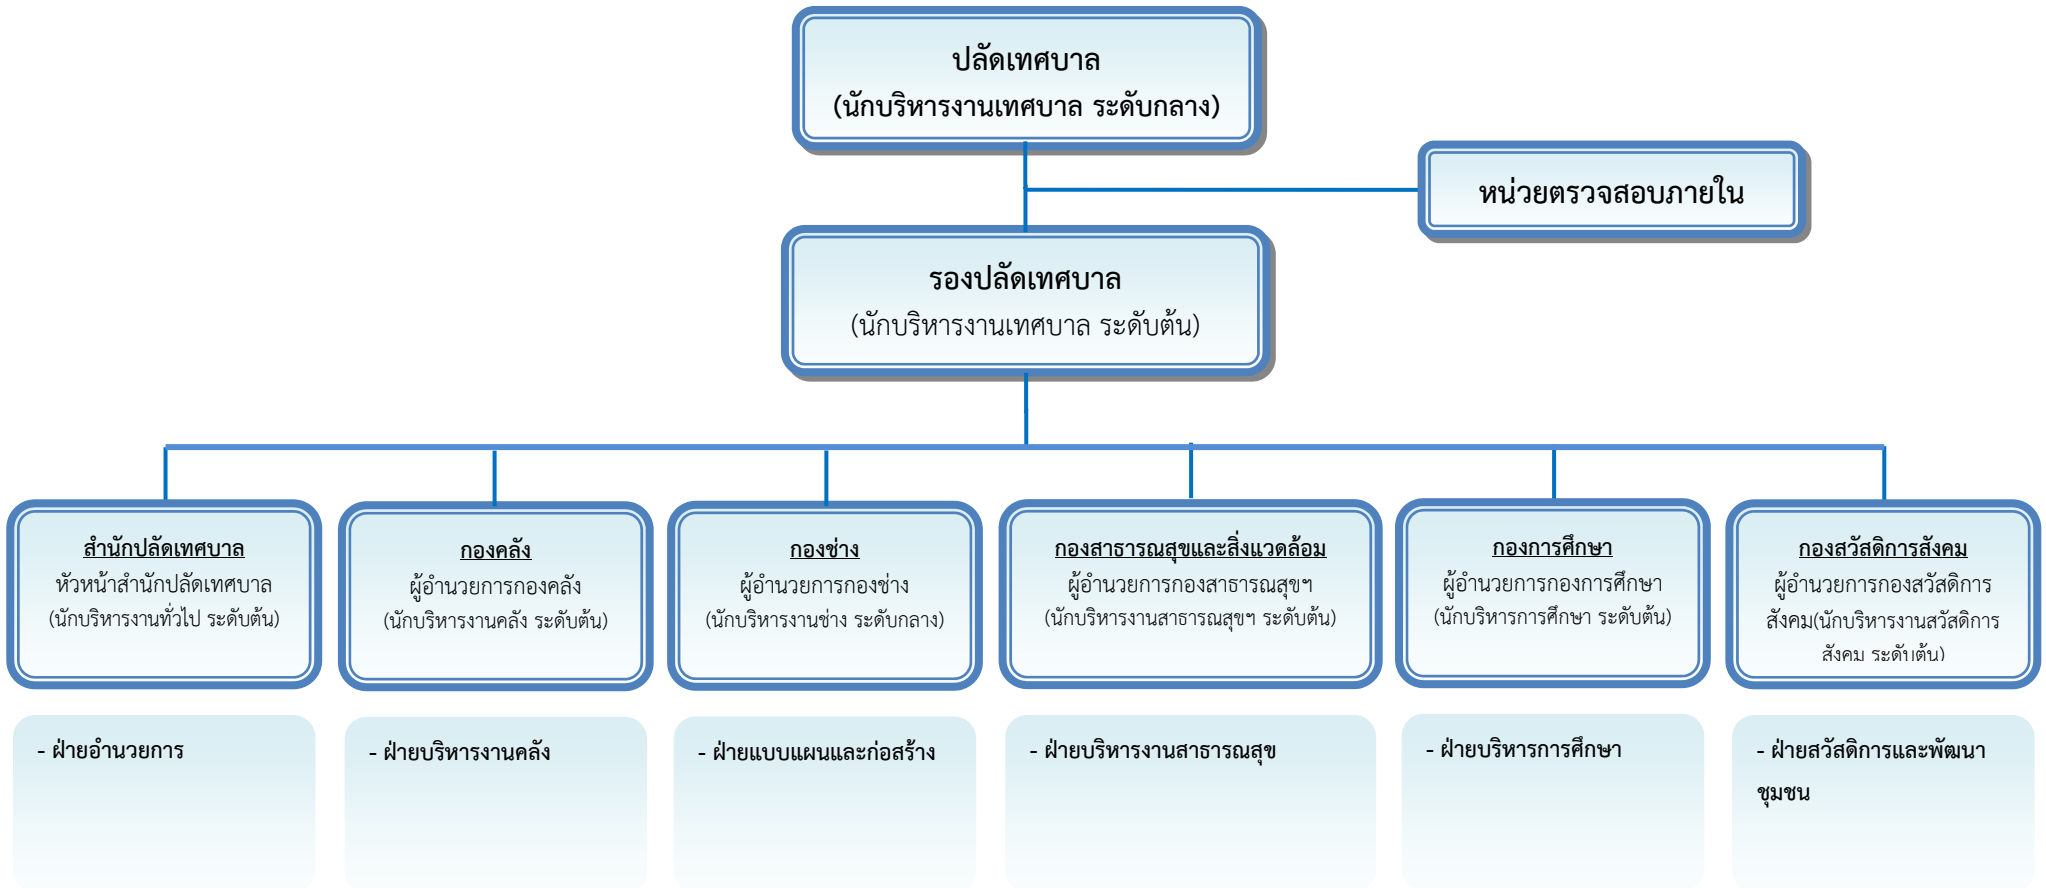 ปลัดเทศบาล
(นักบริหารงานเทศบาล ระดับกลาง)
หน่วยตรวจสอบภายใน
รองปลัดเทศบาล
(นักบริหารงานเทศบาล ระดับต้น)
สำนักปลัดเทศบาล
หัวหน้าสำนักปลัดเทศบาล
(นักบริหารงานทั่วไป ระดับต้น)
กองคลัง
ผู้อำนวยการกองคลัง
(นักบริหารงานคลัง ระดับต้น)
กองช่าง
ผู้อำนวยการกองช่าง
(นักบริหารงานช่าง ระดับกลาง)
กองสาธารณสุขและสิ่งแวดล้อม
ผู้อำนวยการกองสาธารณสุขฯ
(นักบริหารงานสาธารณสุขฯ ระดับต้น)
กองการศึกษา
ผู้อำนวยการกองการศึกษา
(นักบริหารการศึกษา ระดับต้น)
กองสวัสดิการสังคม
ผู้อำนวยการกองสวัสดิการ
สังคม(นักบริหารงานสวัสดิการ
สังคม ระดับต้น)
- ฝ่ายอำนวยการ
- ฝ่ายบริหารงานคลัง
- ฝ่ายแบบแผนและก่อสร้าง
- ฝ่ายบริหารงานสาธารณสุข
- ฝ่ายบริหารการศึกษา
- ฝ่ายสวัสดิการและพัฒนา
ชุมชน